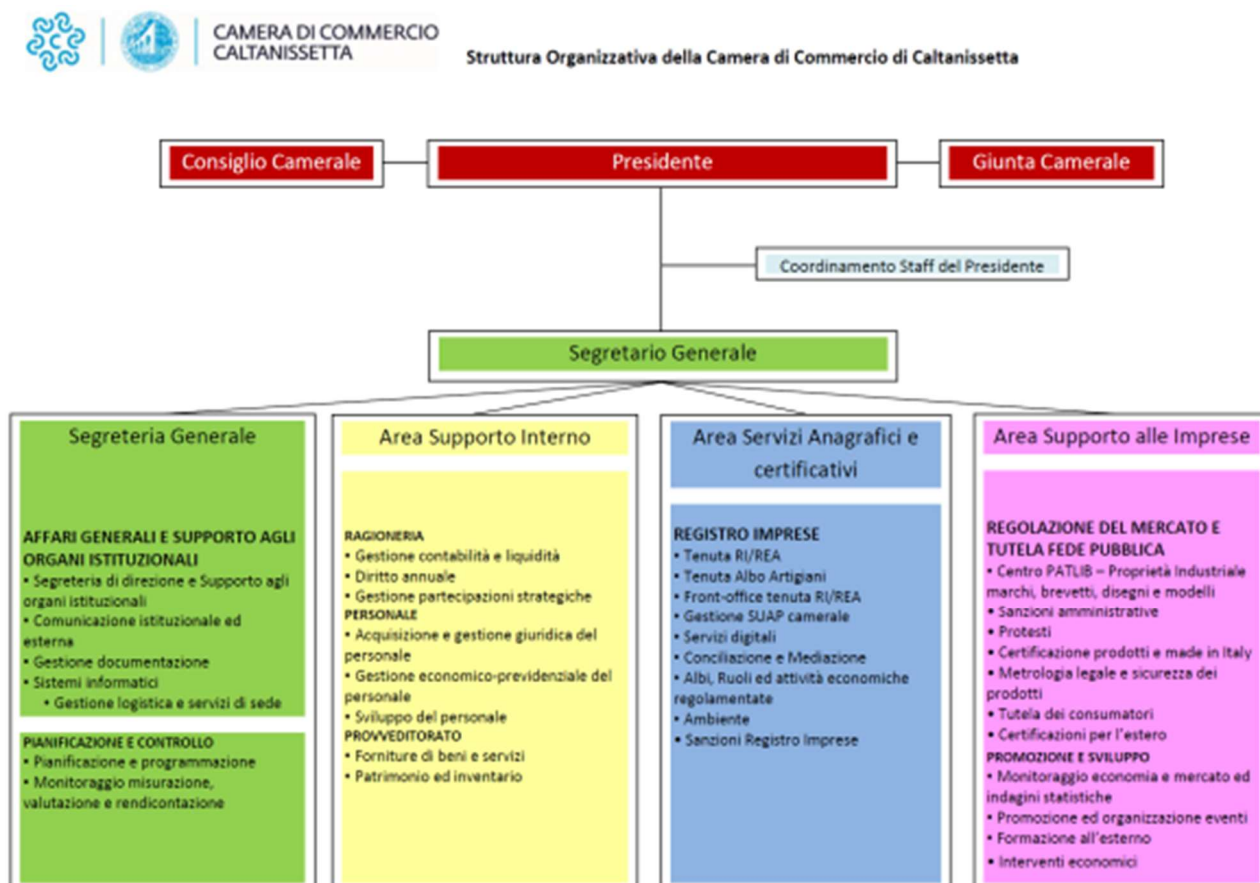 CAMERA DI COMMERCIO
CALTANISSETTA
Struttura Organizzativa della Camera di Commercio di Caltanissetta
Consiglio Camerale
Presidente
Giunta Camerale
Coordinamento Staff del Presidente
Segretario Generale
Segreteria Generale
AFFARI GENERALI E SUPPORTO AGLI
ORGANI ISTITUZIONALI
▪ Segreteria di direzione e Supporto agli
organi istituzionali
▪ Comunicazione istituzionale ed
esterna
▪ Gestione documentazione
▪ Sistemi informatici
▪ Gestione logistica e servizi di sede
PIANIFICAZIONE E CONTROLLO
▪ Pianificazione e programmazione
▪ Monitoraggio misurazione,
valutazione e rendicontazione
Area Supporto Interno
RAGIONERIA
▪ Gestione contabilità e liquidità
▪ Diritto annuale
▪ Gestione partecipazioni strategiche
PERSONALE
▪ Acquisizione e gestione giuridica del
personale
▪ Gestione economico-previdenziale del
personale
▪ Sviluppo del personale
PROVVEDITORATO
▪ Forniture di beni e servizi
▪ Patrimonio ed inventario
Area Servizi Anagrafici e
certificativi
REGISTRO IMPRESE
▪ Tenuta RI/REA
▪ Tenuta Albo Artigiani
▪ Front-office tenuta RI/REA
▪ Gestione SUAP camerale
▪ Servizi digitali
▪ Conciliazione e Mediazione
▪ Albi, Ruoli ed attività economiche
regolamentate
▪ Ambiente
▪ Sanzioni Registro Imprese
Area Supporto alle Imprese
REGOLAZIONE DEL MERCATO E
TUTELA FEDE PUBBLICA
▪ Centro PATLIB – Proprietà Industriale
marchi, brevetti, disegni e modelli
▪ Sanzioni amministrative
▪ Protesti
▪ Certificazione prodotti e made in Italy
▪ Metrologia legale e sicurezza dei
prodotti
▪ Tutela dei consumatori
▪ Certificazioni per l'estero
PROMOZIONE E SVILUPPO
▪ Monitoraggio economia e mercato ed
indagini statistiche
▪ Promozione ed organizzazione eventi
▪ Formazione all'esterno
▪ Interventi economici